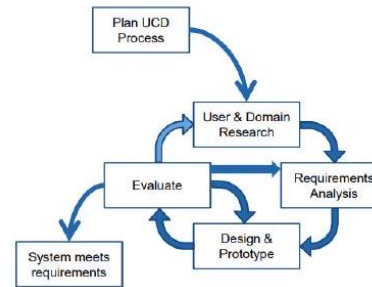 Plan UCD
Process
User & Domain
Research
Evaluate
Requirements
Analysis
Design &
Prototype
System meets
requirements